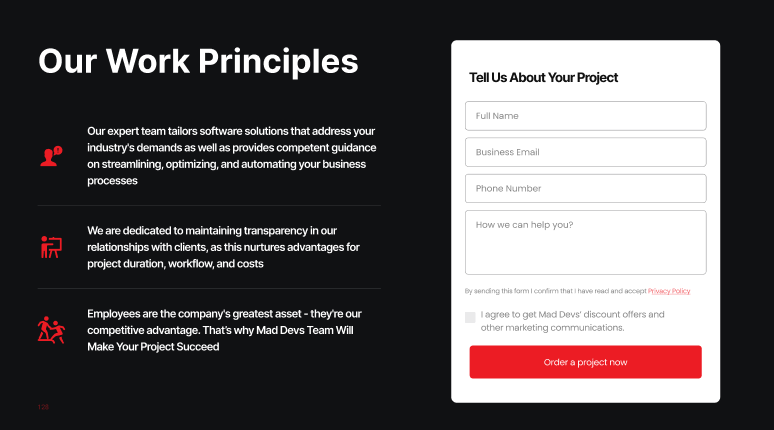 Our Work Principles
Our expert team tailors software solutions that address your
industry's demands as well as provides competent guidance
on streamlining, optimizing, and automating your business
processes
We are dedicated to maintaining transparency in our
relationships with clients, as this nurtures advantages for
project duration, workflow, and costs
Employees are the company's greatest asset - they're our
competitive advantage. That's why Mad Devs Team Will
Make Your Project Succeed
Tell Us About Your Project
Full Name
Business Email
Phone Number
How we can help you?
By sending this form I confirm that I have read and accept Privacy Policy
I agree to get Mad Devs' discount offers and
other marketing communications.
Order a project now